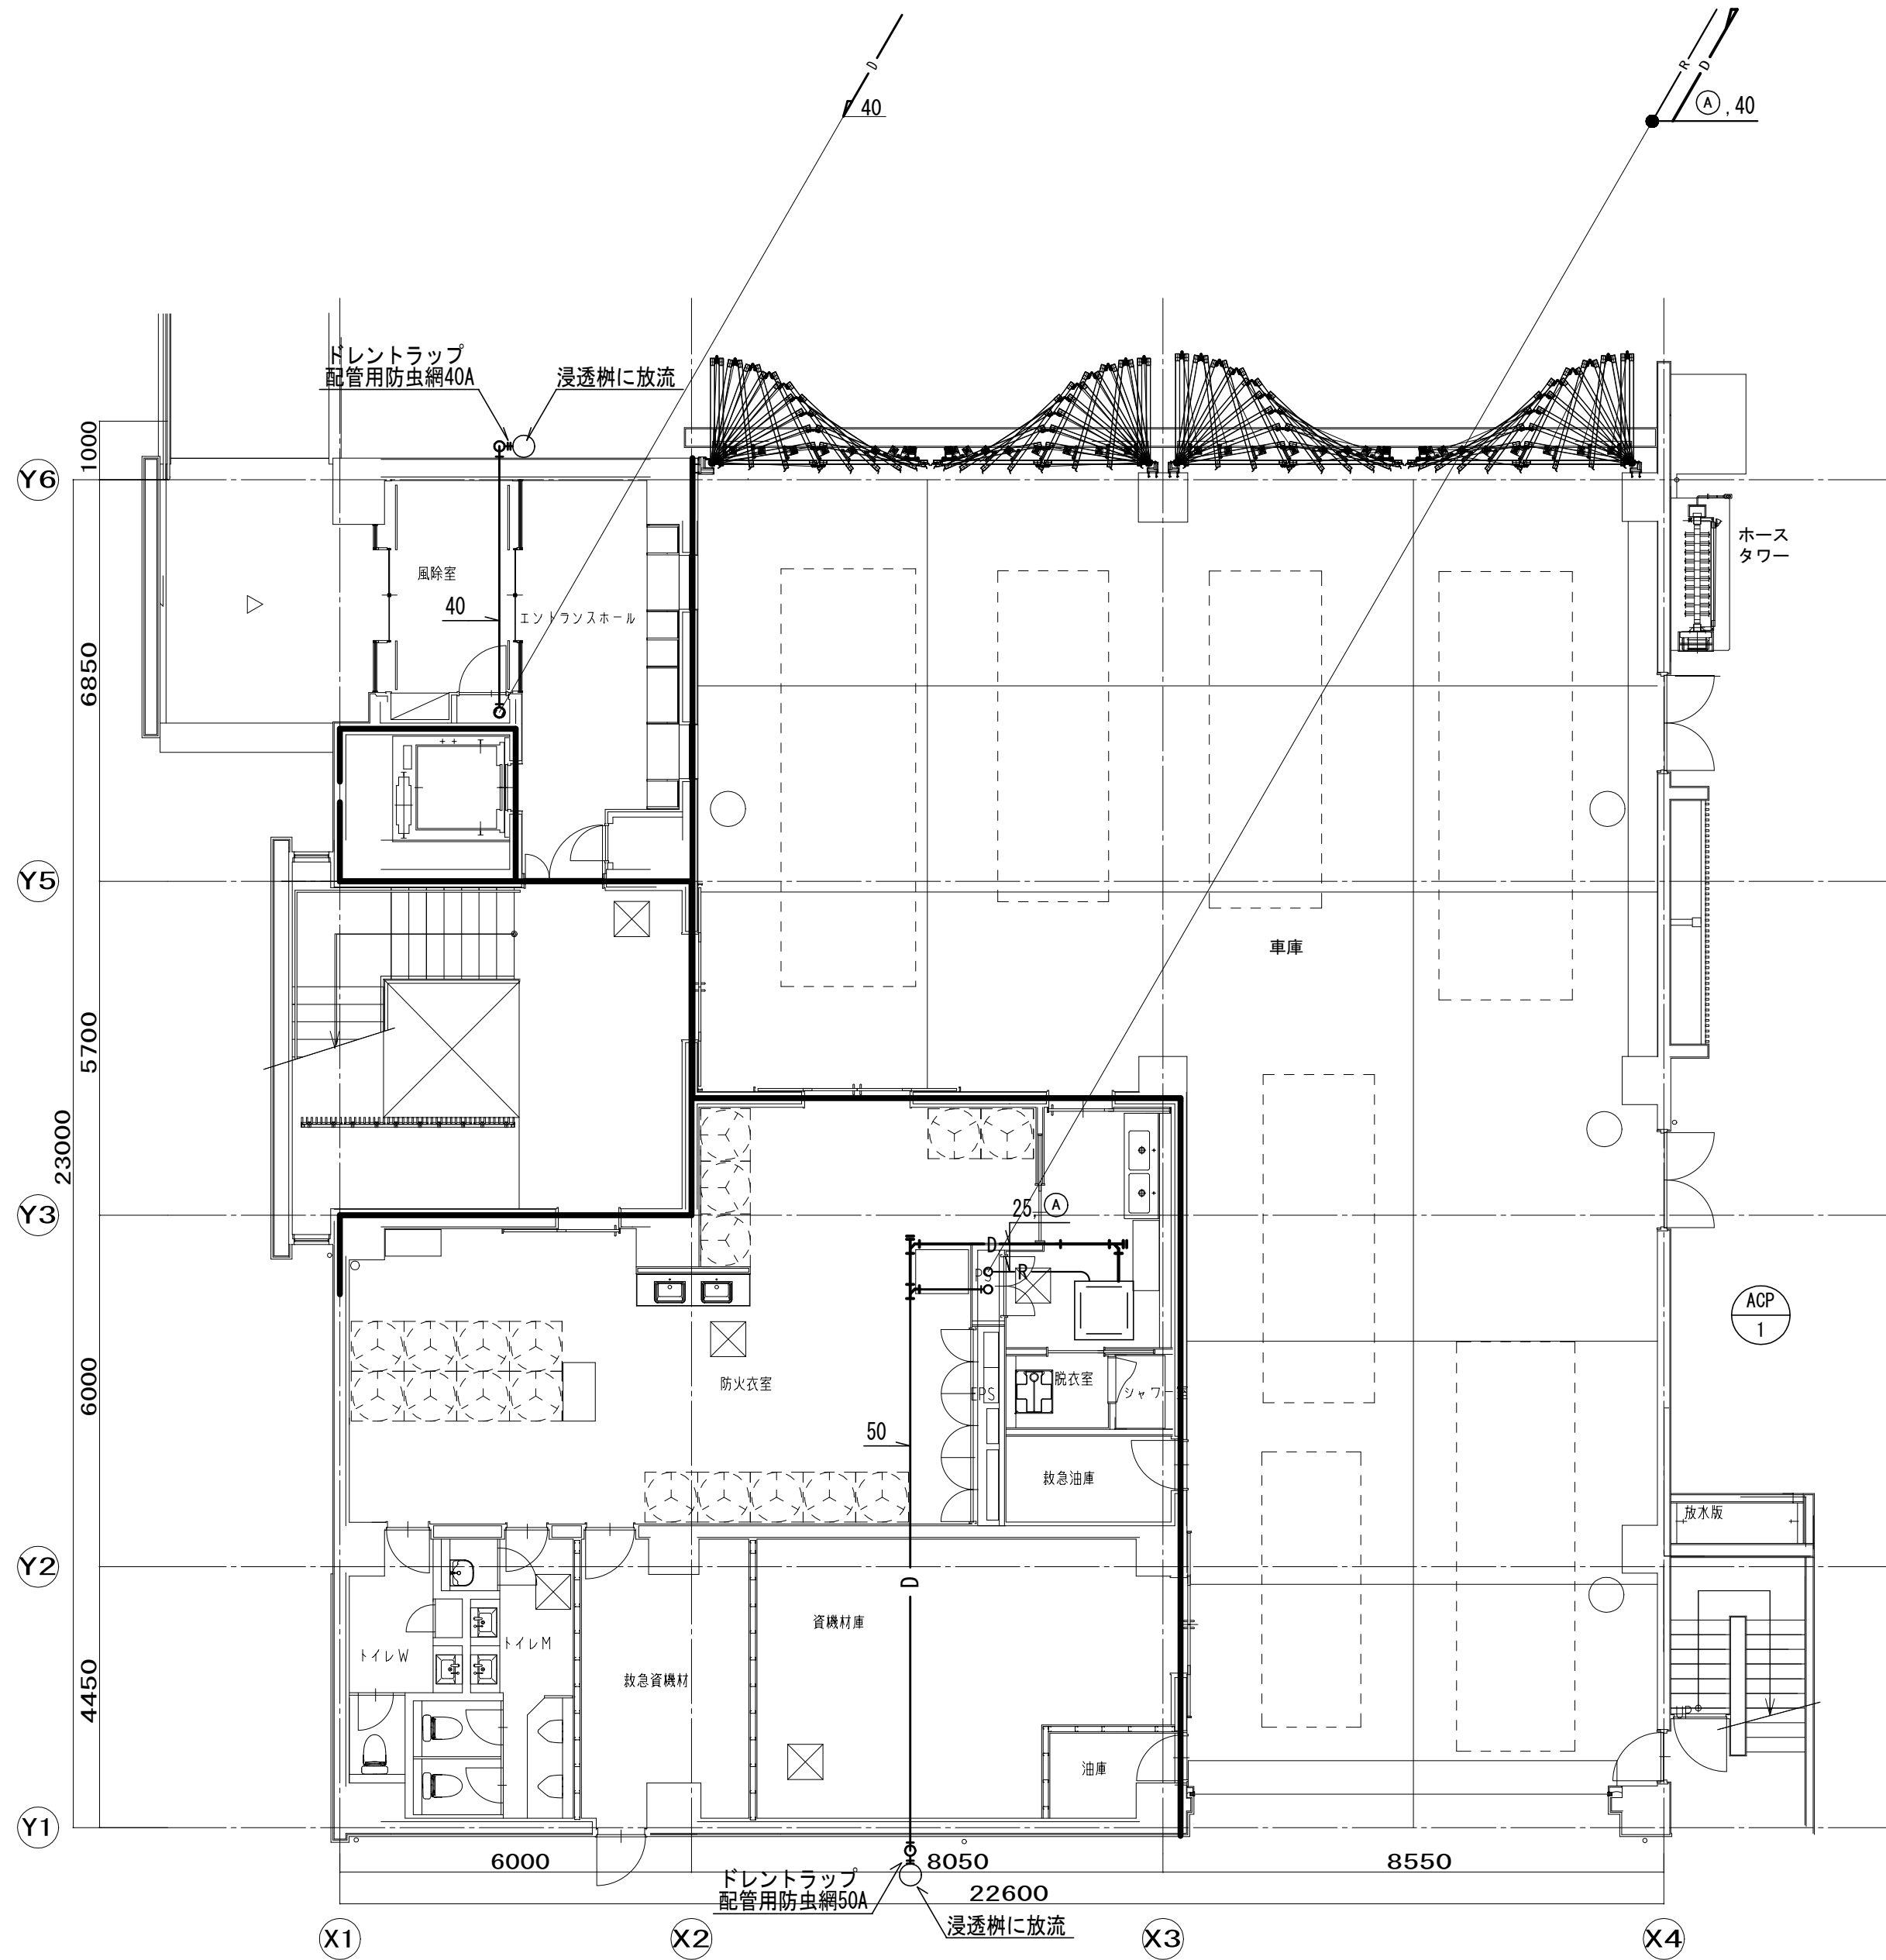 D
40
R
D
A , 40
ドレントラップ
配管用防虫網40A
浸透桝に放流
1000
Y6
ホース
タワー
風除室
エントランスホール
40
6850
Y5
車庫
5700
23000
Y3
25, A
D
R
PS
ACP
1
6000
防火衣室
EPS
脱衣室
シャワー室
50
救急油庫
放水版
Y2
D
資機材庫
トイレW
トイレM
救急資機材
4450
UP
油庫
Y1
6000
8050
8550
ドレントラップ
配管用防虫網50A
22600
浸透桝に放流
X1
X2
X3
X4